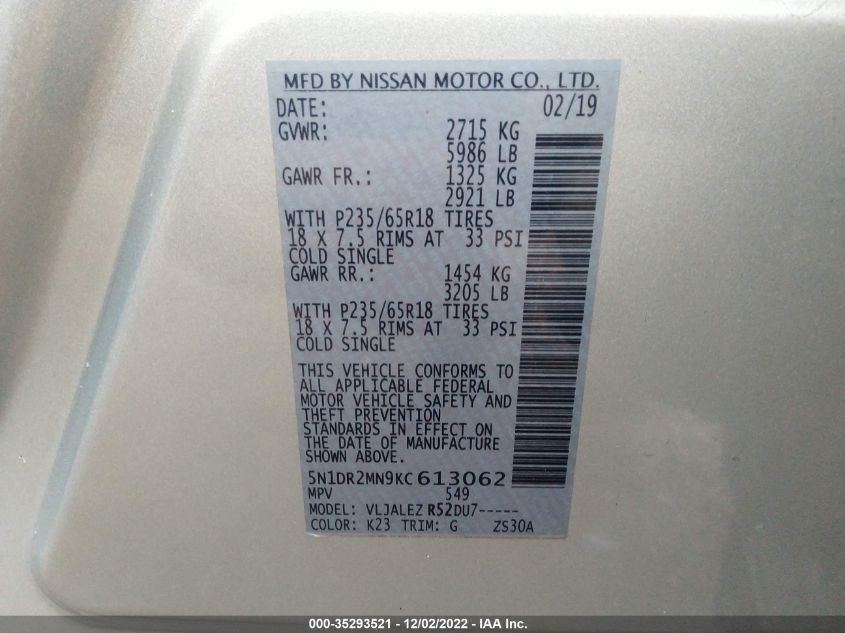 MFD BY NISSAN MOTOR CO., LTD.
DATE: 02/19
GVWR: 2715 KG
5986 LB
GAWR FR.: 1325 KG
2921 LB
WITH P235/65R18 TIRES
18 X 7.5 RIMS AT 33 PSI
COLD SINGLE
GAWR RR.: 1454 KG
3205 LB
WITH P235/65R18 TIRES
18 X 7.5 RIMS AT 33 PSI
COLD SINGLE
THIS VEHICLE CONFORMS TO
ALL APPLICABLE FEDERAL
MOTOR VEHICLE SAFETY AND
THEFT PREVENTION
STANDARDS IN EFFECT ON
THE DATE OF MANUFACTURE
SHOWN ABOVE.
5N1DR2MN9KC613062
MPV 549
MODEL: VLJALEZ R52DU7-----
COLOR: K23 TRIM: G ZS30A
000-35293521 - 12/02/2022 - IAA Inc.